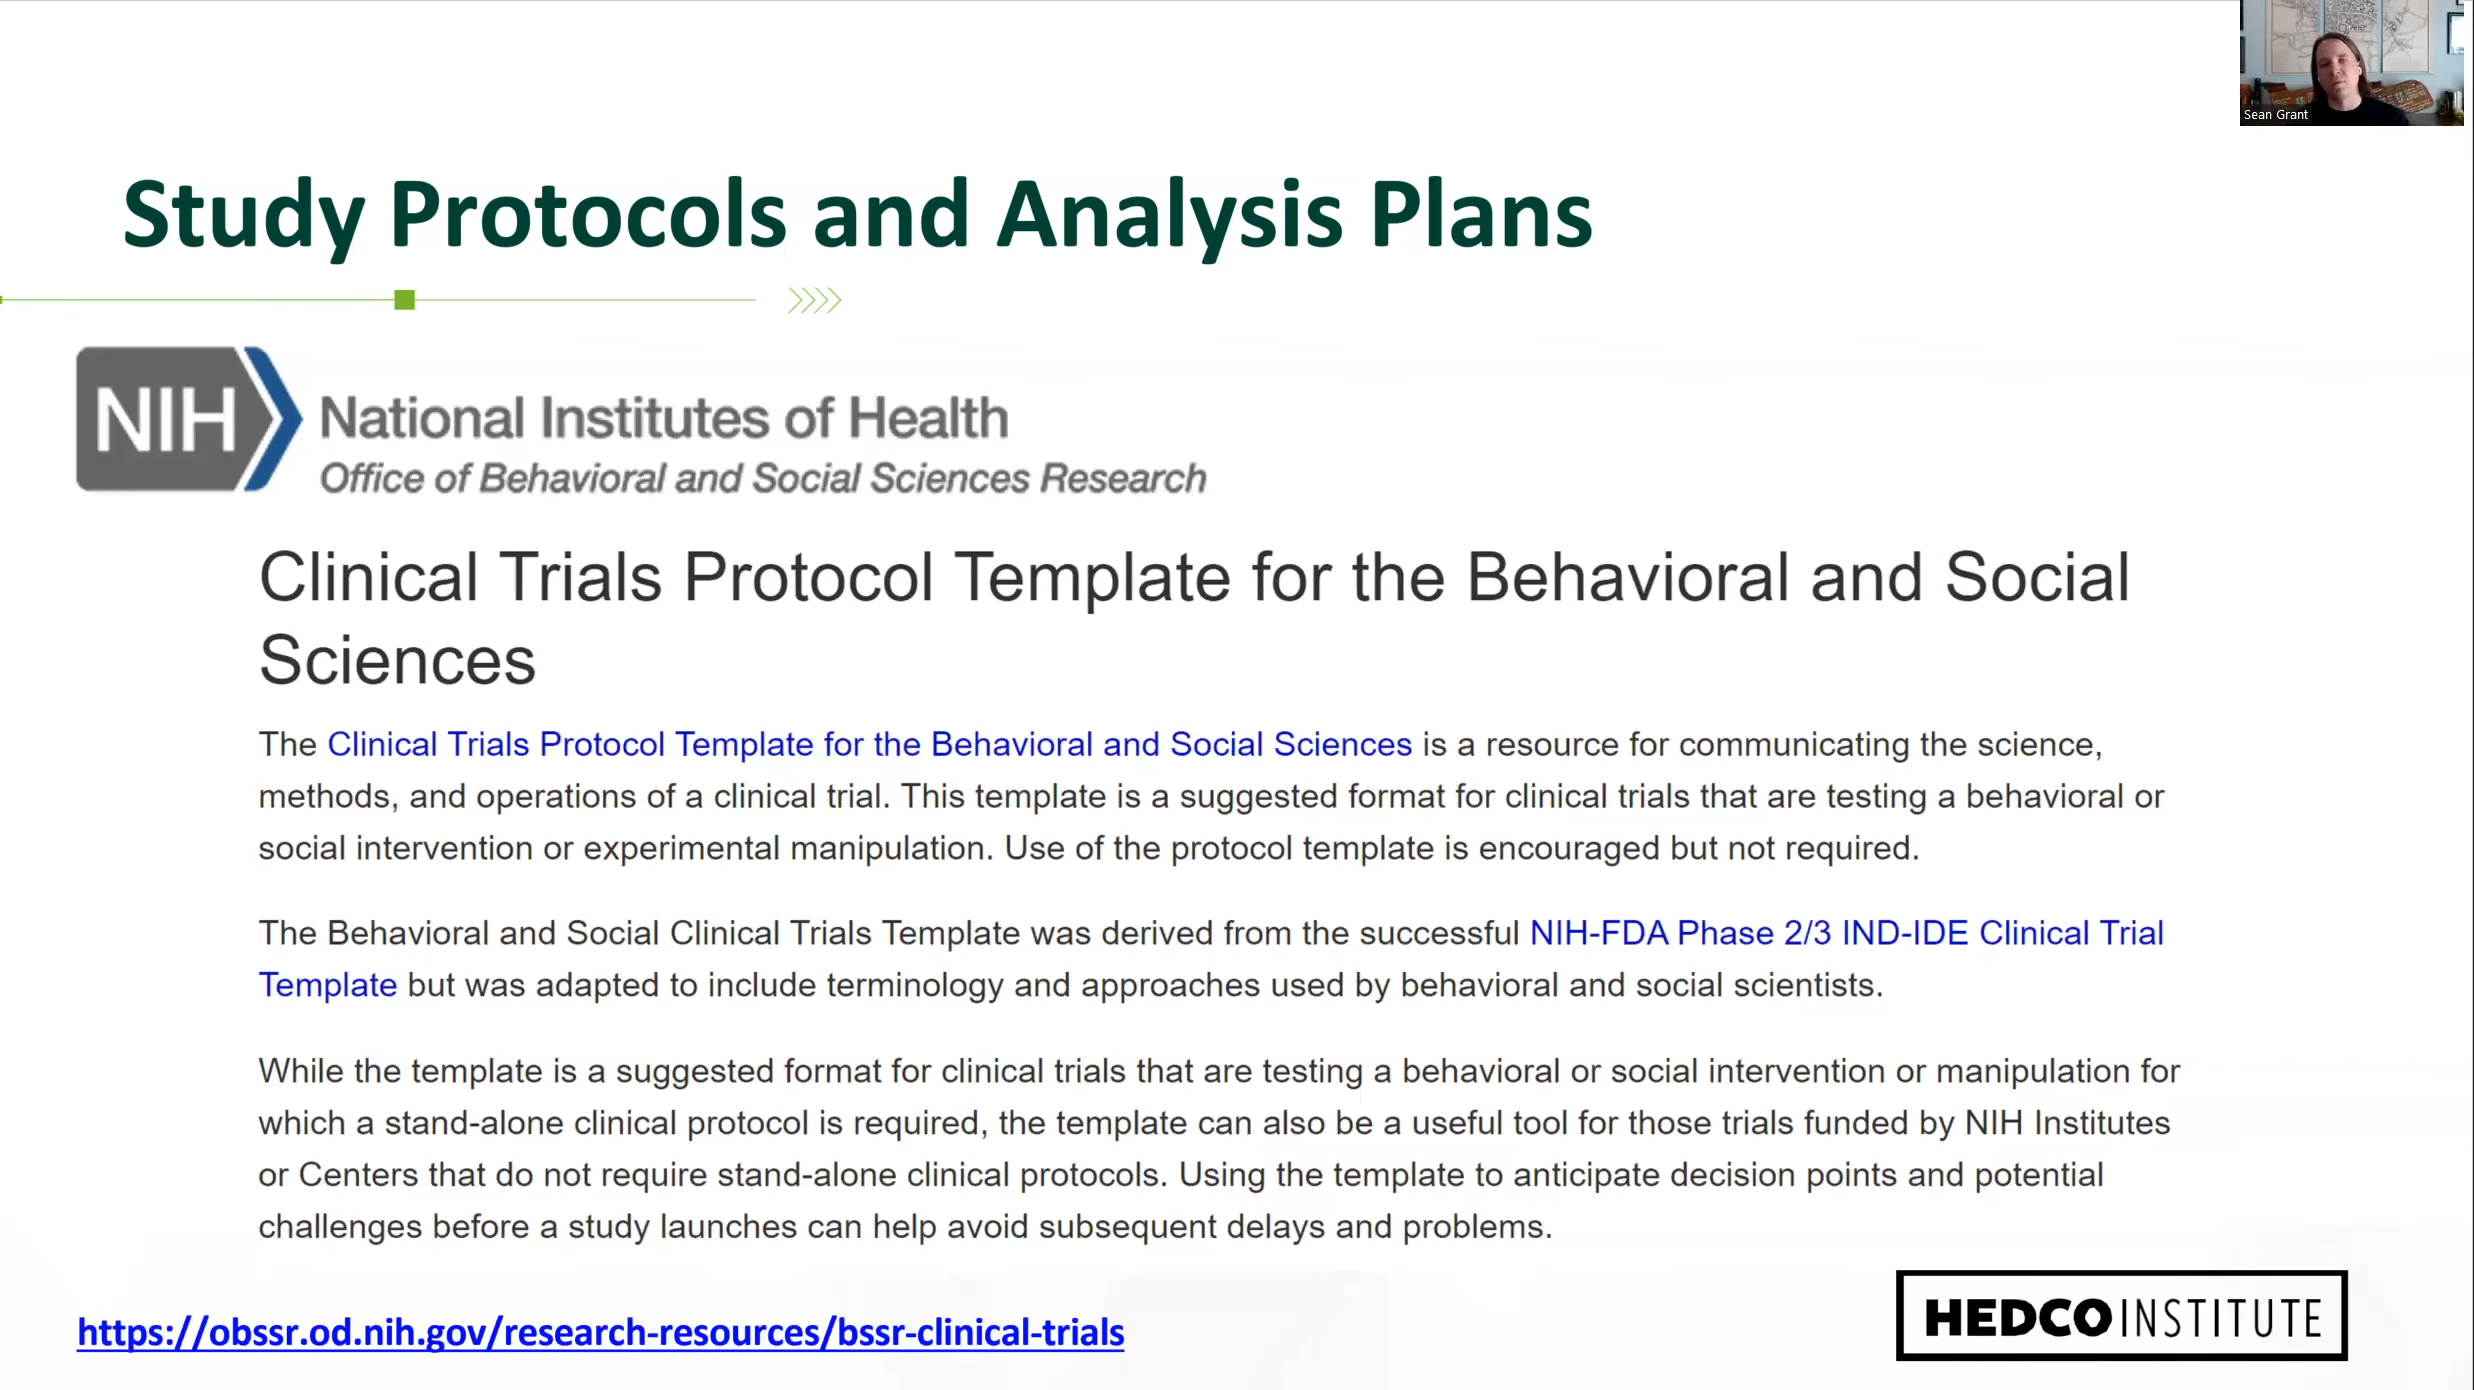 Sean Grant
Study Protocols and Analysis Plans
NIH
National Institutes of Health
Office of Behavioral and Social Sciences Research
Clinical Trials Protocol Template for the Behavioral and Social
Sciences
The Clinical Trials Protocol Template for the Behavioral and Social Sciences is a resource for communicating the science,
methods, and operations of a clinical trial. This template is a suggested format for clinical trials that are testing a behavioral or
social intervention or experimental manipulation. Use of the protocol template is encouraged but not required.
The Behavioral and Social Clinical Trials Template was derived from the successful NIH-FDA Phase 2/3 IND-IDE Clinical Trial
Template but was adapted to include terminology and approaches used by behavioral and social scientists.
While the template is a suggested format for clinical trials that are testing a behavioral or social intervention or manipulation for
which a stand-alone clinical protocol is required, the template can also be a useful tool for those trials funded by NIH Institutes
or Centers that do not require stand-alone clinical protocols. Using the template to anticipate decision points and potential
challenges before a study launches can help avoid subsequent delays and problems.
https://obssr.od.nih.gov/research-resources/bssr-clinical-trials
HEDCO INSTITUTE